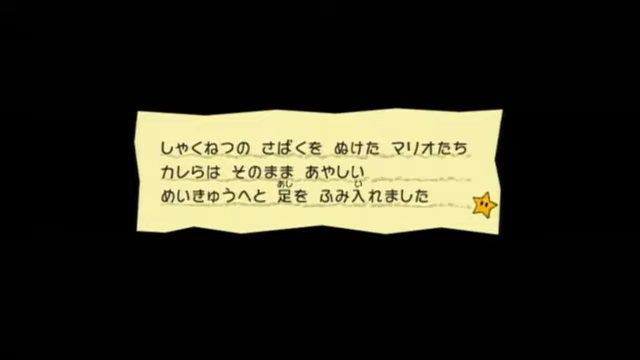 しゃくねつの さばくを ぬけた マリオたち
カレらは そのまま あやしい
めいきゅうへと 足を ふみ入れました